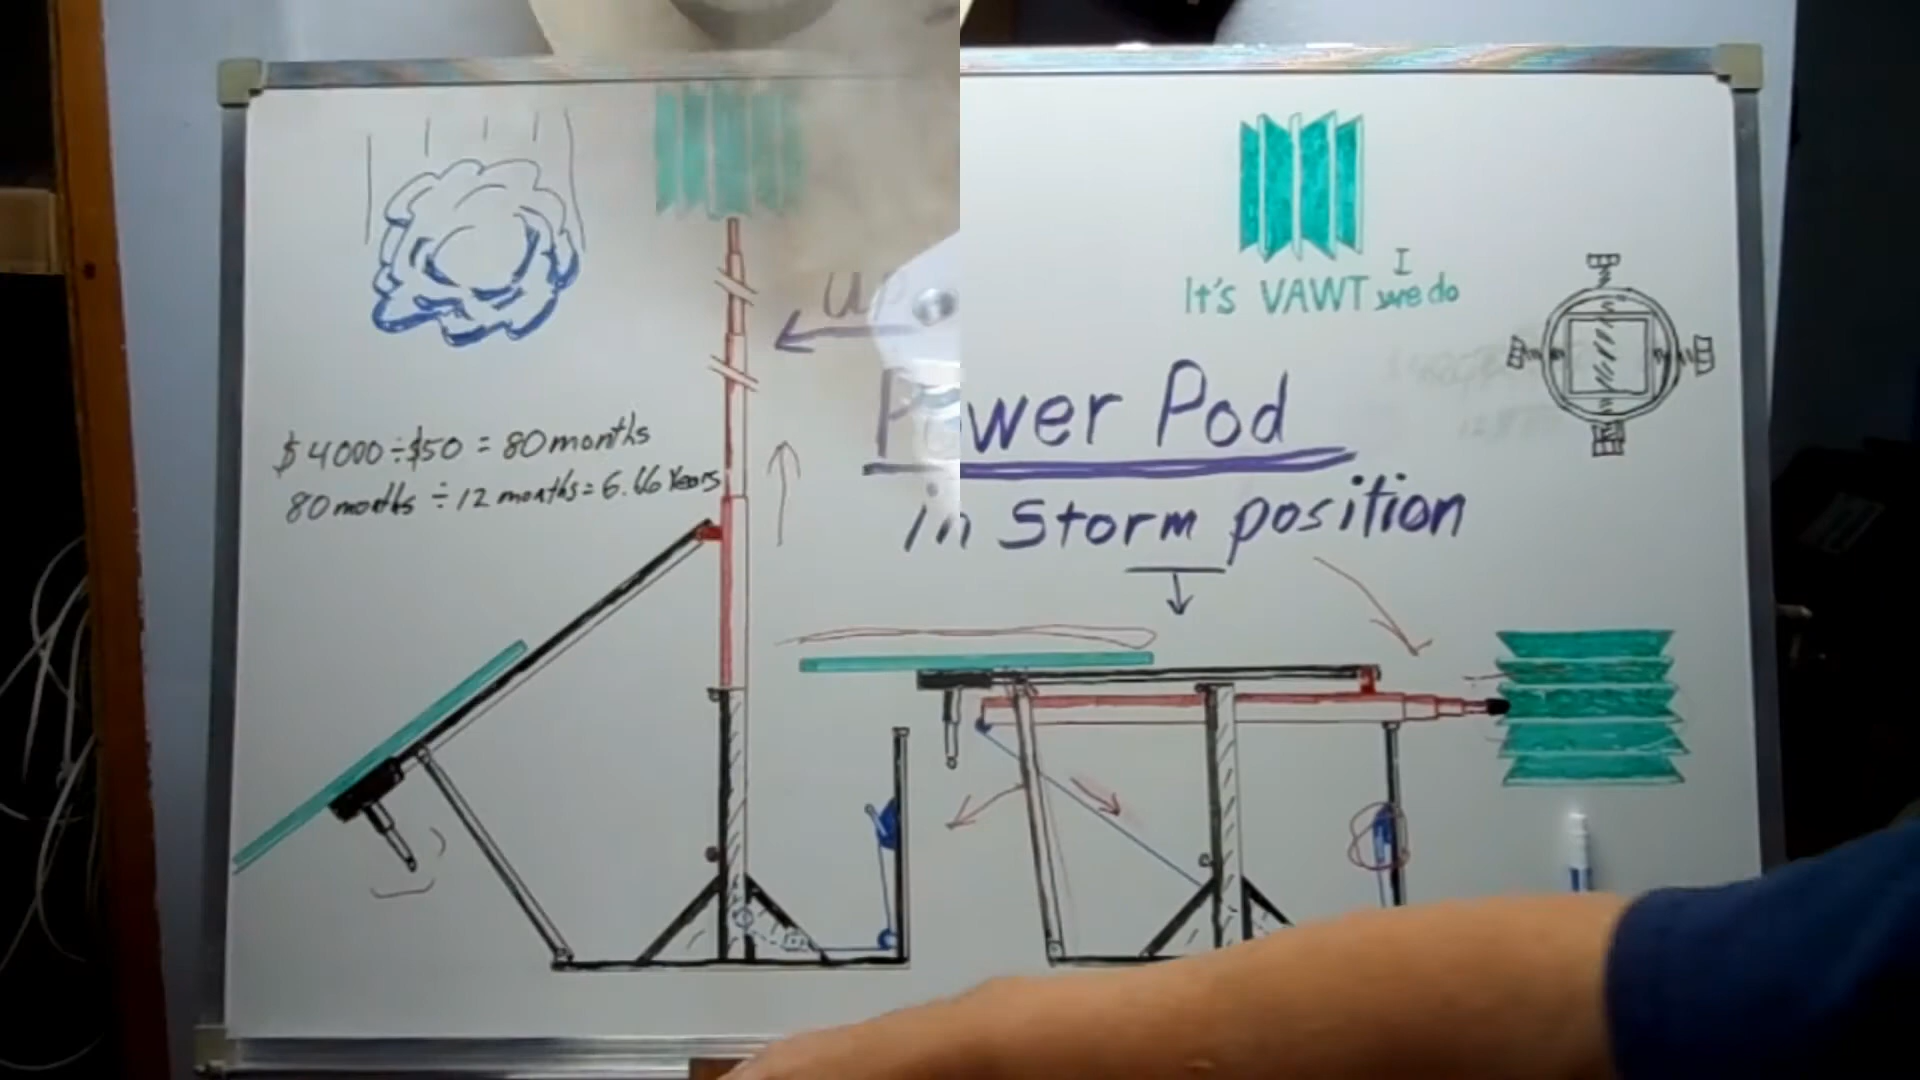 It's VAWT we do
I
up
Power Pod
in Storm position
$4000 ÷ $50 = 80 months
80 months ÷ 12 months = 6.66 Years